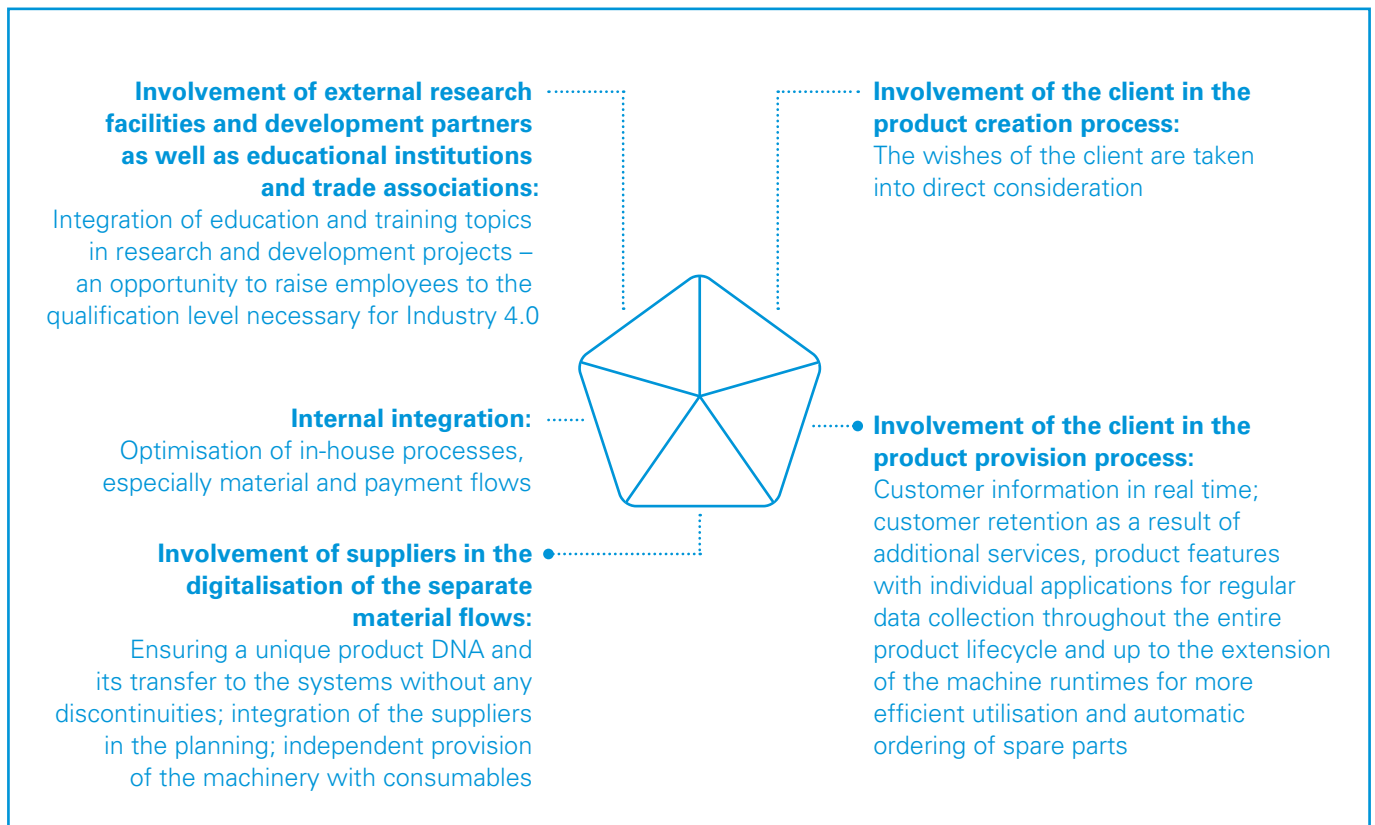 Involvement of external research
facilities and development partners
as well as educational institutions
and trade associations:
Integration of education and training topics
in research and development projects –
an opportunity to raise employees to the
qualification level necessary for Industry 4.0
Involvement of the client in the
product creation process:
The wishes of the client are taken
into direct consideration
Internal integration:
Optimisation of in-house processes,
especially material and payment flows
Involvement of the client in the
product provision process:
Customer information in real time;
customer retention as a result of
additional services, product features
with individual applications for regular
data collection throughout the entire
product lifecycle and up to the extension
of the machine runtimes for more
efficient utilisation and automatic
ordering of spare parts
Involvement of suppliers in the
digitalisation of the separate
material flows:
Ensuring a unique product DNA and
its transfer to the systems without any
discontinuities; integration of the suppliers
in the planning; independent provision
of the machinery with consumables